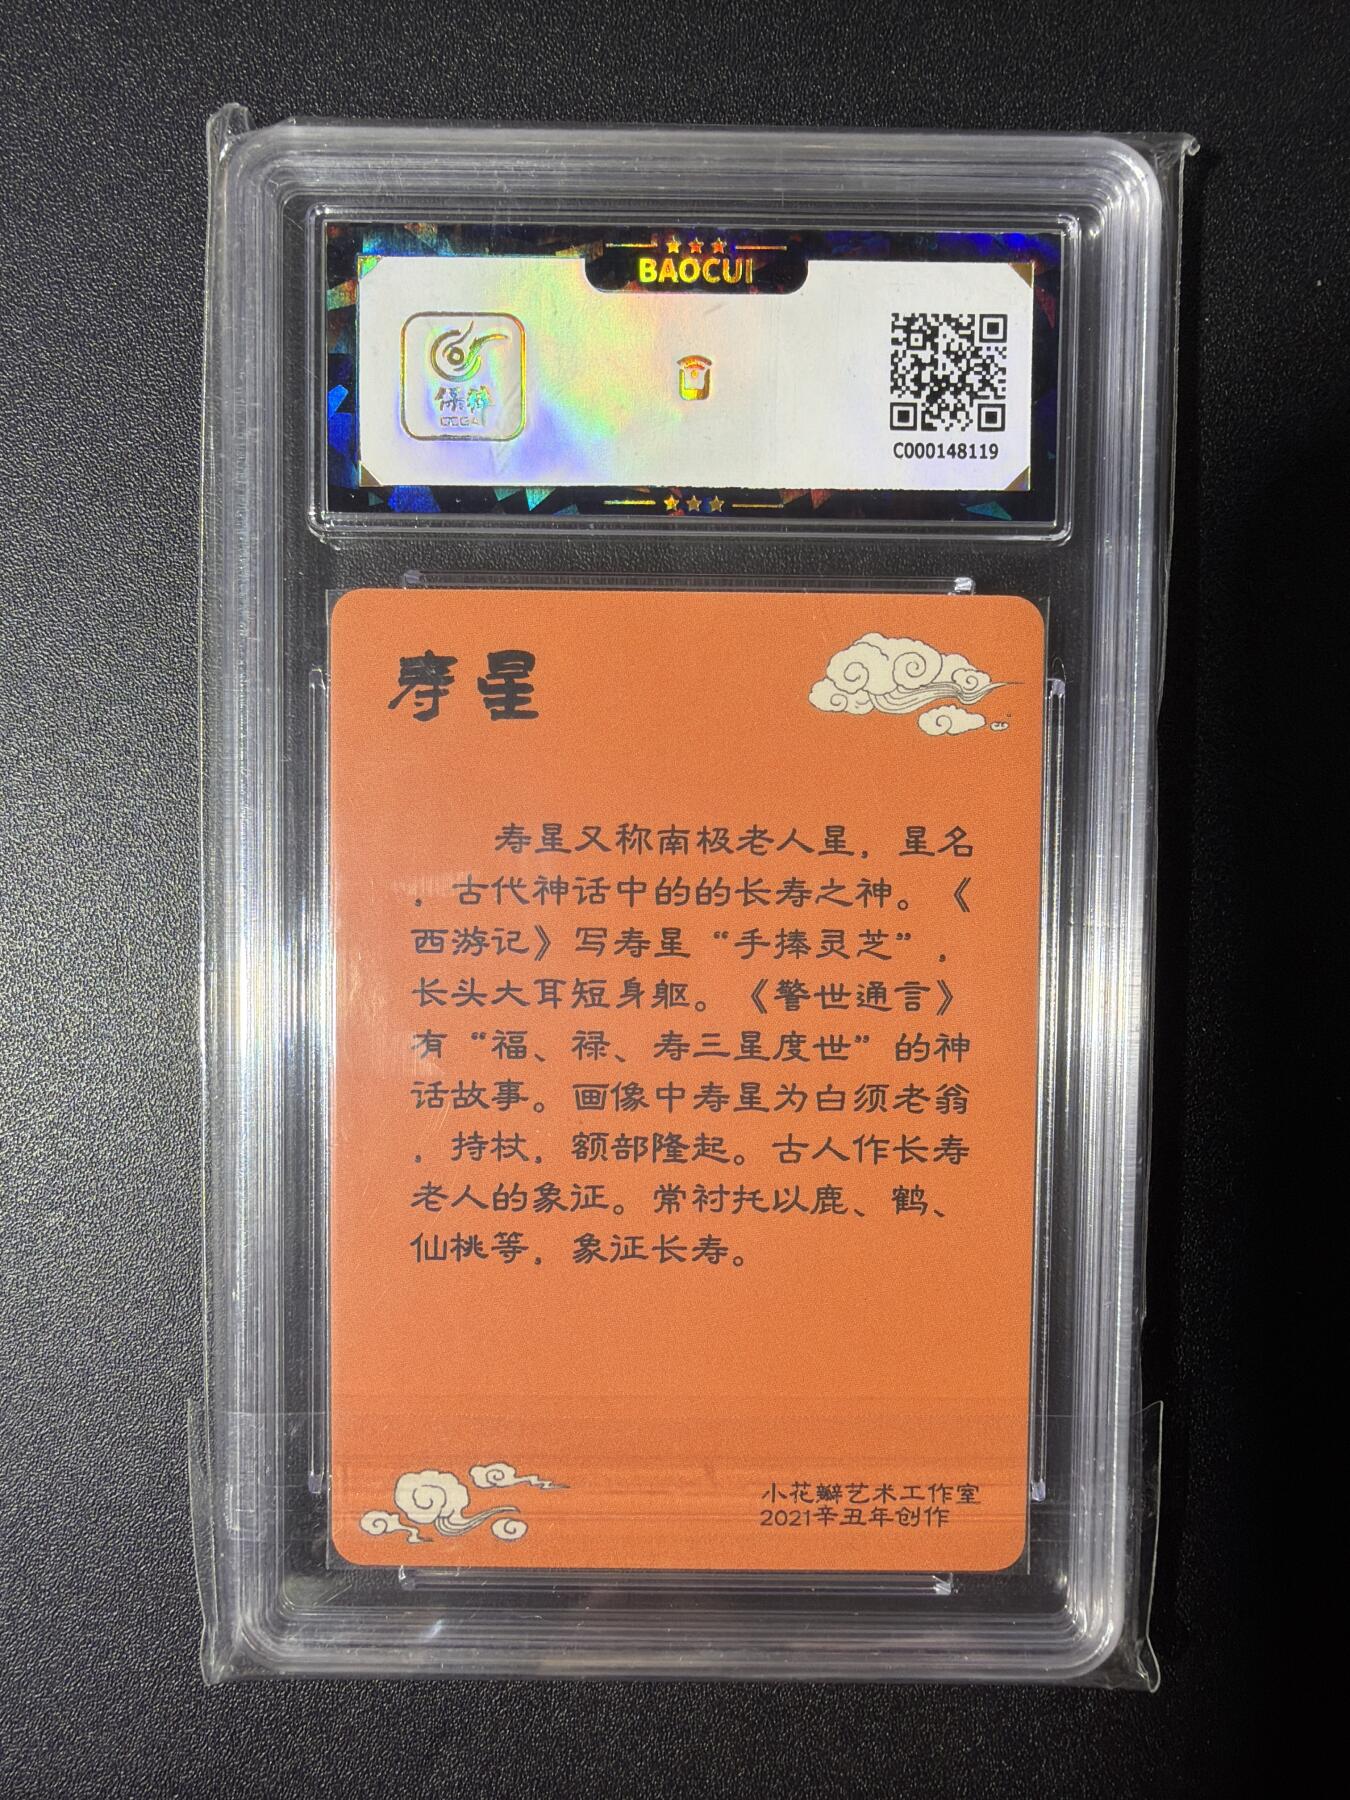 BAOCUI
保粹
C000148119
寿星
寿星又称南极老人星，星名
，古代神话中的的长寿之神。《
西游记》写寿星“手捧灵芝”，
长头大耳短身躯。《警世通言》
有“福、禄、寿三星度世”的神
话故事。画像中寿星为白须老翁
，持杖，额部隆起。古人作长寿
老人的象征。常衬托以鹿、鹤、
仙桃等，象征长寿。
小花瓣艺术工作室
2021辛丑年创作